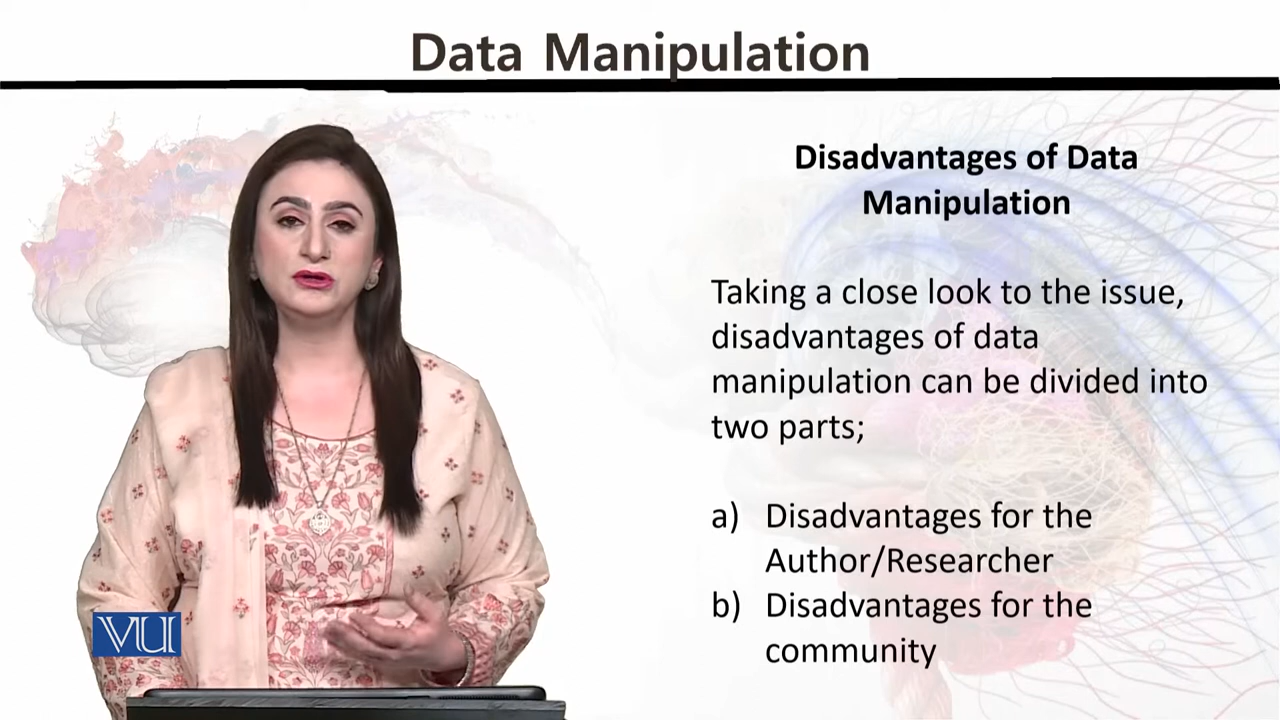 Data Manipulation
Disadvantages of Data
Manipulation
Taking a close look to the issue,
disadvantages of data
manipulation can be divided into
two parts;
a) Disadvantages for the
Author/Researcher
b) Disadvantages for the
community
VU